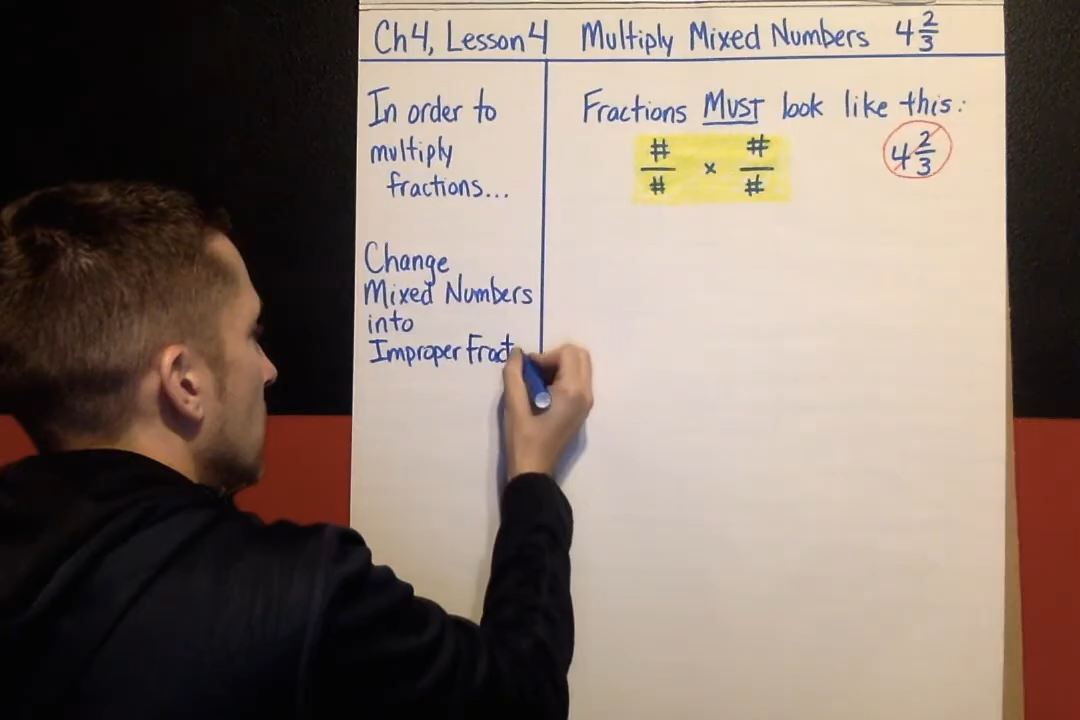 Ch4, Lesson 4 Multiply Mixed Numbers 4 2/3
In order to
multiply
fractions...
Fractions Must look like this:
#/# x #/#
4 2/3
Change
Mixed Numbers
into
Improper Fract